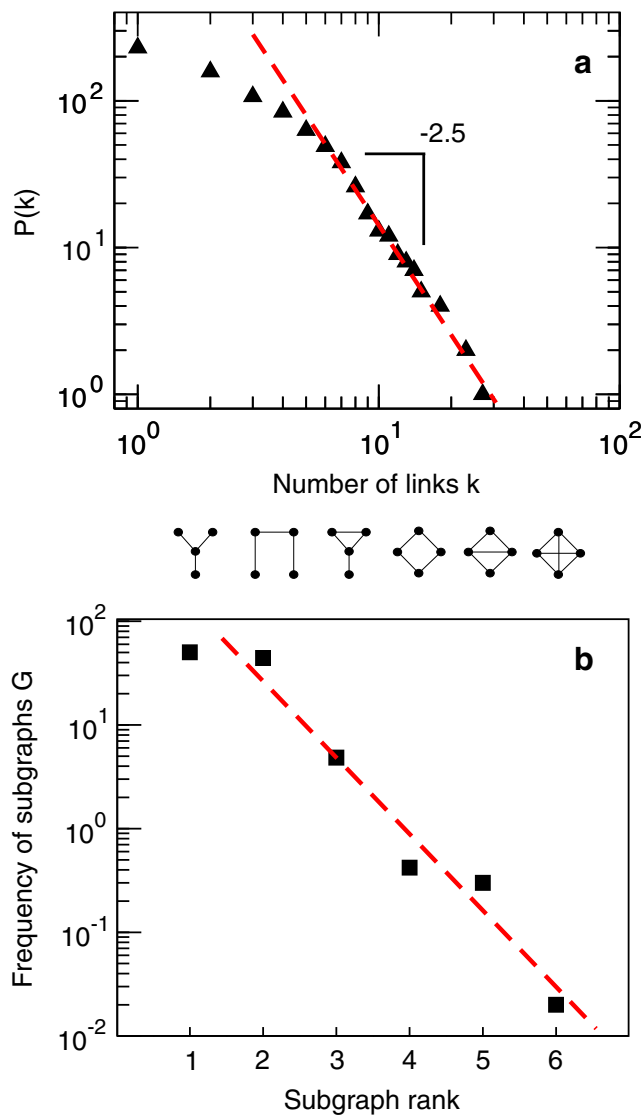 a
10^2
10^1
10^0
P(k)
-2.5
10^0 10^1 10^2
Number of links k
b
10^2
10^1
10^0
10^-1
10^-2
Frequency of subgraphs G
1 2 3 4 5 6
Subgraph rank